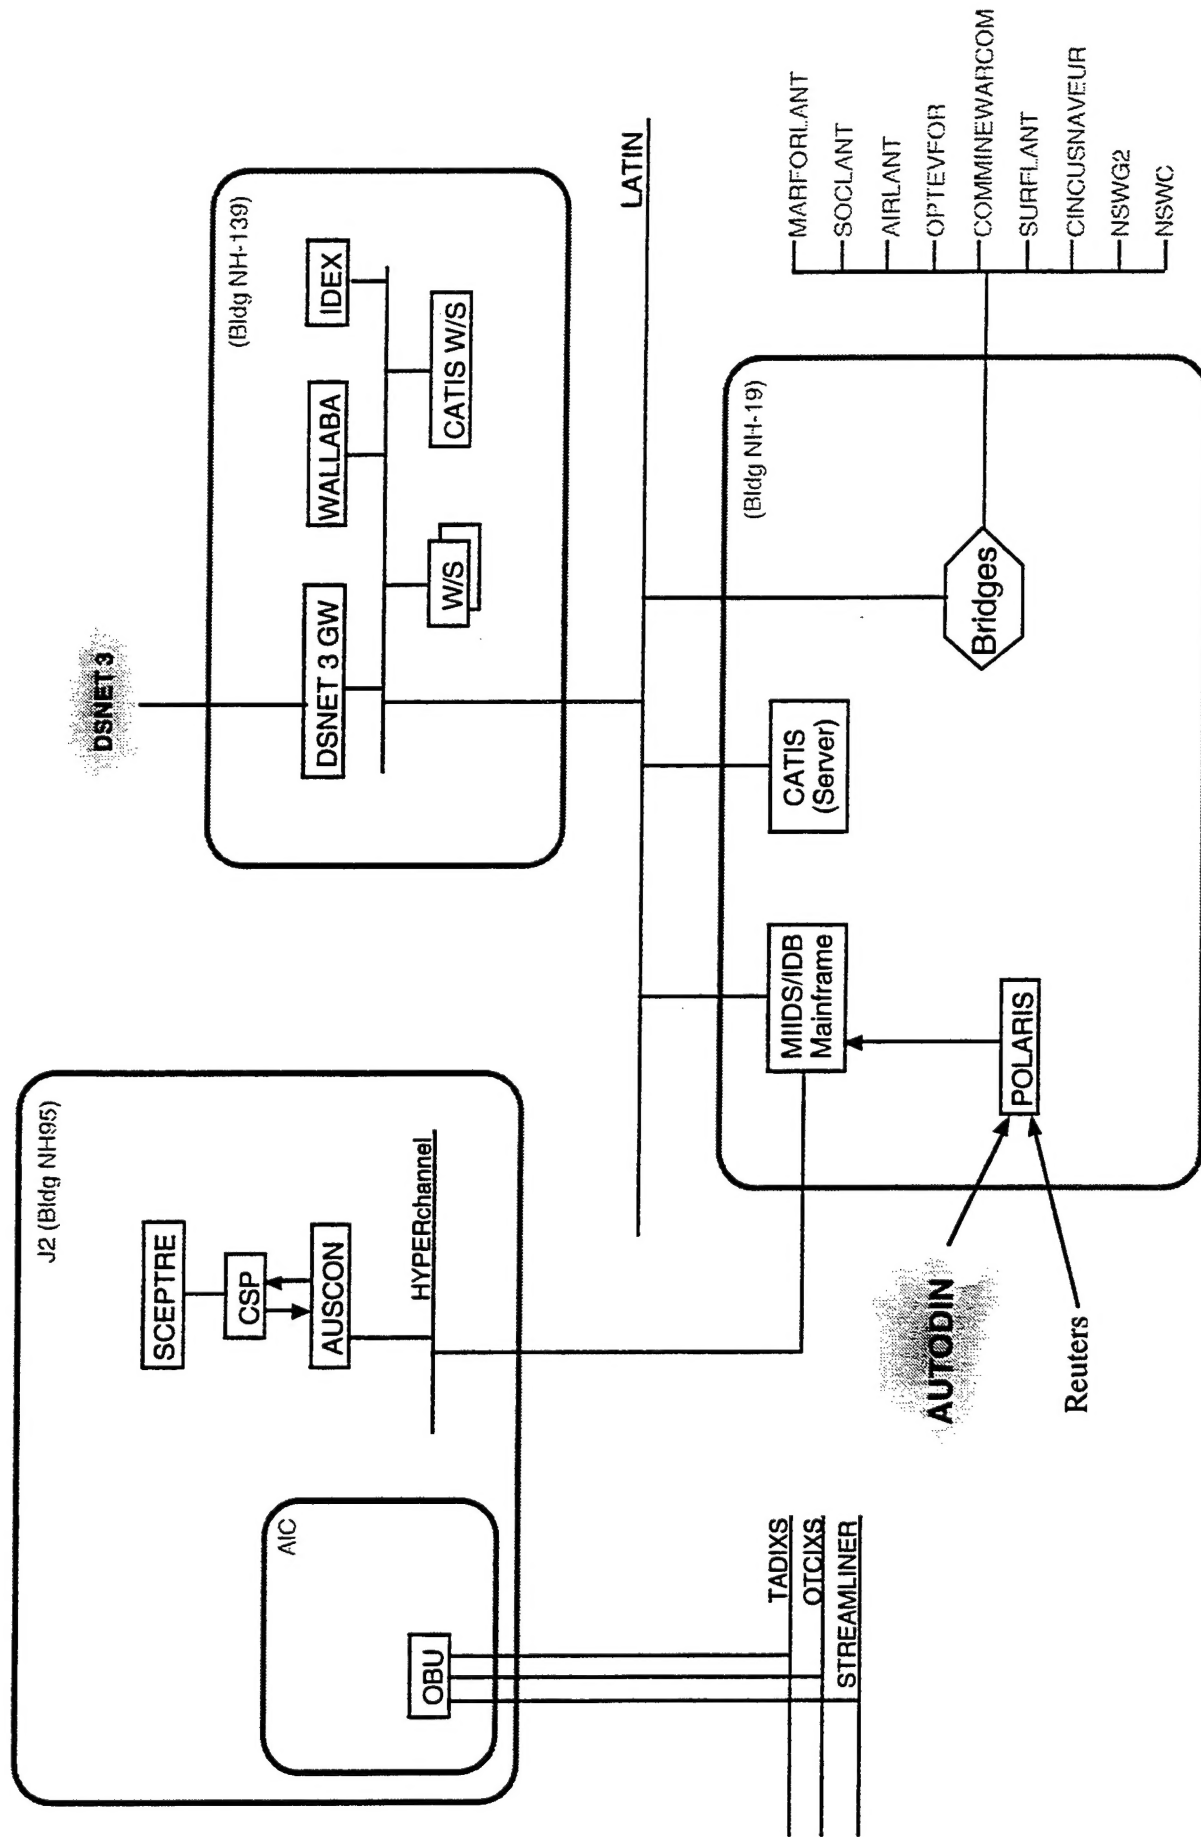 J2 (Bldg NH95)
SCEPTRE
CSP
AUSCON
HYPERchannel
AIC
OBU
TADIXS
OTCIXS
STREAMLINER
DSNET 3
(Bldg NH-139)
DSNET 3 GW
WALLABA
IDEX
W/S
CATIS W/S
LATIN
(Bldg NH-19)
MIIDS/IDB
Mainframe
CATIS
(Server)
Bridges
POLARIS
AUTODIN
Reuters
MARFORLANT
SOCLANT
AIRLANT
OPTEVFOR
COMMINEWARCOM
SURFLANT
CINCUSNAVEUR
NSWG2
NSWC